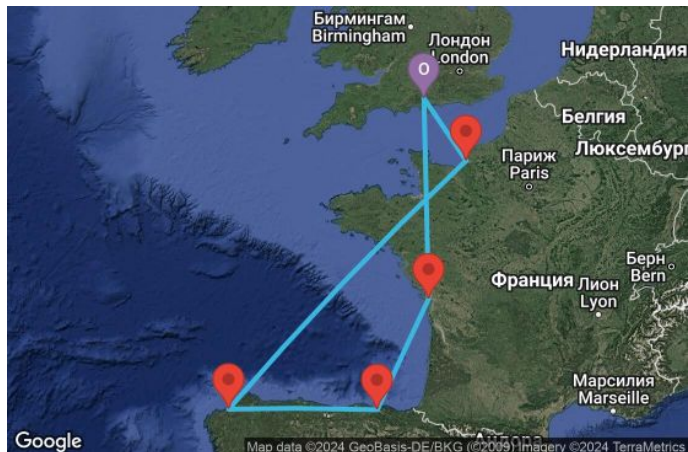 Бирмингам
Birmingham
Лондон
London
Нидерландия
O
Белгия
Люксембург
Париж
Paris
Франция
Лион
Lyon
Берн
Bern
Марсилия
Marseille
Андора
Google
Map data ©2024 GeoBasis-DE/BKG (©2009) Imagery ©2024 TerraMetrics